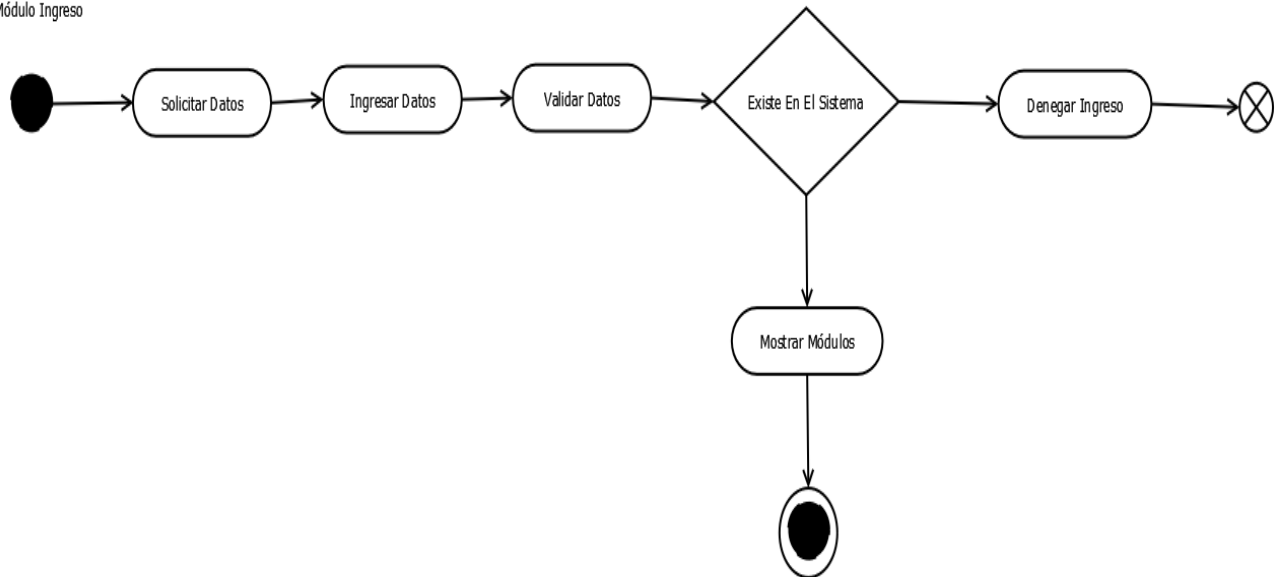 Módulo Ingreso
Solicitar Datos
Ingresar Datos
Validar Datos
Existe En El Sistema
Denegar Ingreso
Mostrar Módulos